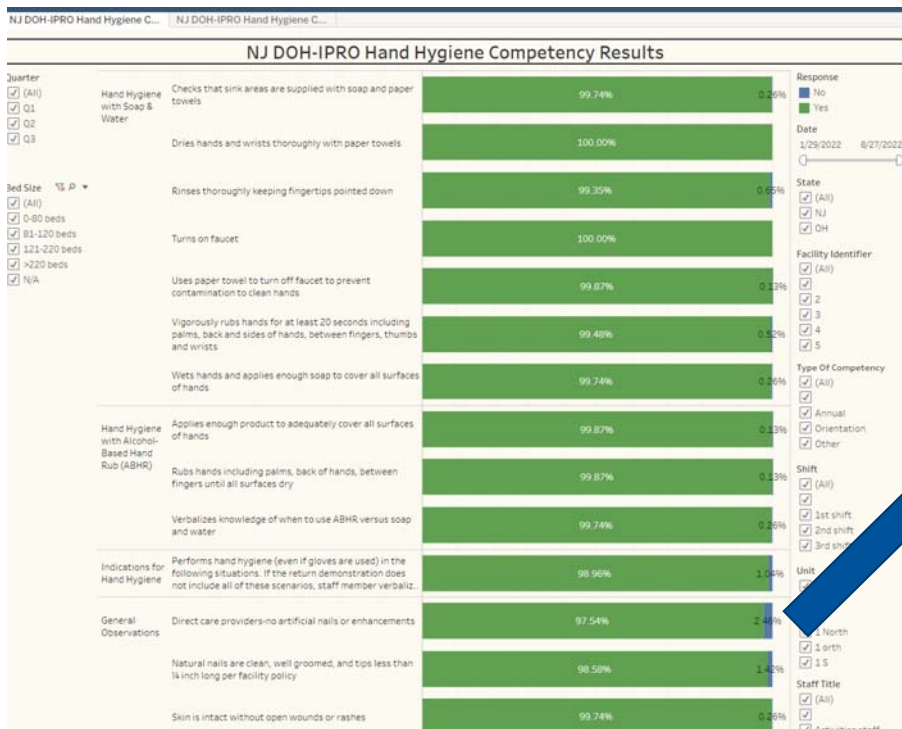 NJ DOH-IPRO Hand Hygiene C...
NJ DOH-IPRO Hand Hygiene C...
NJ DOH-IPRO Hand Hygiene Competency Results
Quarter
(All)
Q1
Q2
Q3
Bed Size
(All)
0-80 beds
81-120 beds
121-220 beds
>220 beds
N/A
Hand Hygiene
with Soap &
Water
Checks that sink areas are supplied with soap and paper
towels
99.74%
0.26%
Dries hands and wrists thoroughly with paper towels
100.00%
Rinses thoroughly keeping fingertips pointed down
99.35%
0.65%
Turns on faucet
100.00%
Uses paper towel to turn off faucet to prevent
contamination to clean hands
99.87%
0.13%
Vigorously rubs hands for at least 20 seconds including
palms, back and sides of hands, between fingers, thumbs
and wrists
99.48%
0.52%
Wets hands and applies enough soap to cover all surfaces
of hands
99.74%
0.26%
Hand Hygiene
with Alcohol-
Based Hand
Rub (ABHR)
Applies enough product to adequately cover all surfaces
of hands
99.87%
0.13%
Rubs hands including palms, back of hands, between
fingers until all surfaces dry
99.87%
0.13%
Verbalizes knowledge of when to use ABHR versus soap
and water
99.74%
0.26%
Indications for
Hand Hygiene
Performs hand hygiene (even if gloves are used) in the
following situations. If the return demonstration does
not include all of these scenarios, staff member verbaliz..
98.96%
1.04%
General
Observations
Direct care providers-no artificial nails or enhancements
97.54%
2.46%
Natural nails are clean, well groomed, and tips less than
¼ inch long per facility policy
98.58%
1.42%
Skin is intact without open wounds or rashes
99.74%
0.26%
Response
No
Yes
Date
1/29/2022 8/27/2022
State
(All)
NJ
OH
Facility Identifier
(All)
2
3
4
5
Type Of Competency
(All)
Annual
Orientation
Other
Shift
(All)
1st shift
2nd shift
3rd shift
Unit
1 North
1 orth
1 S
Staff Title
(All)
Activities staff